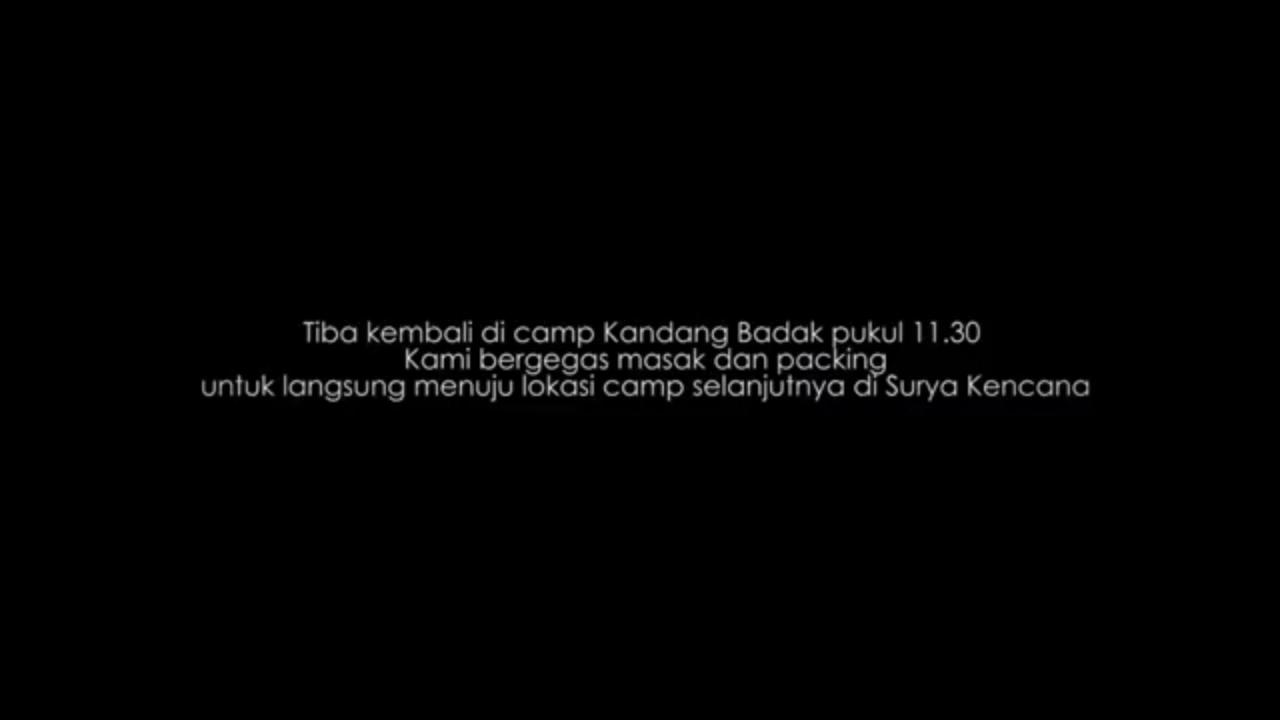 Tiba kembali di camp Kandang Badak pukul 11.30
Kami bergegas masak dan packing
untuk langsung menuju lokasi camp selanjutnya di Surya Kencana